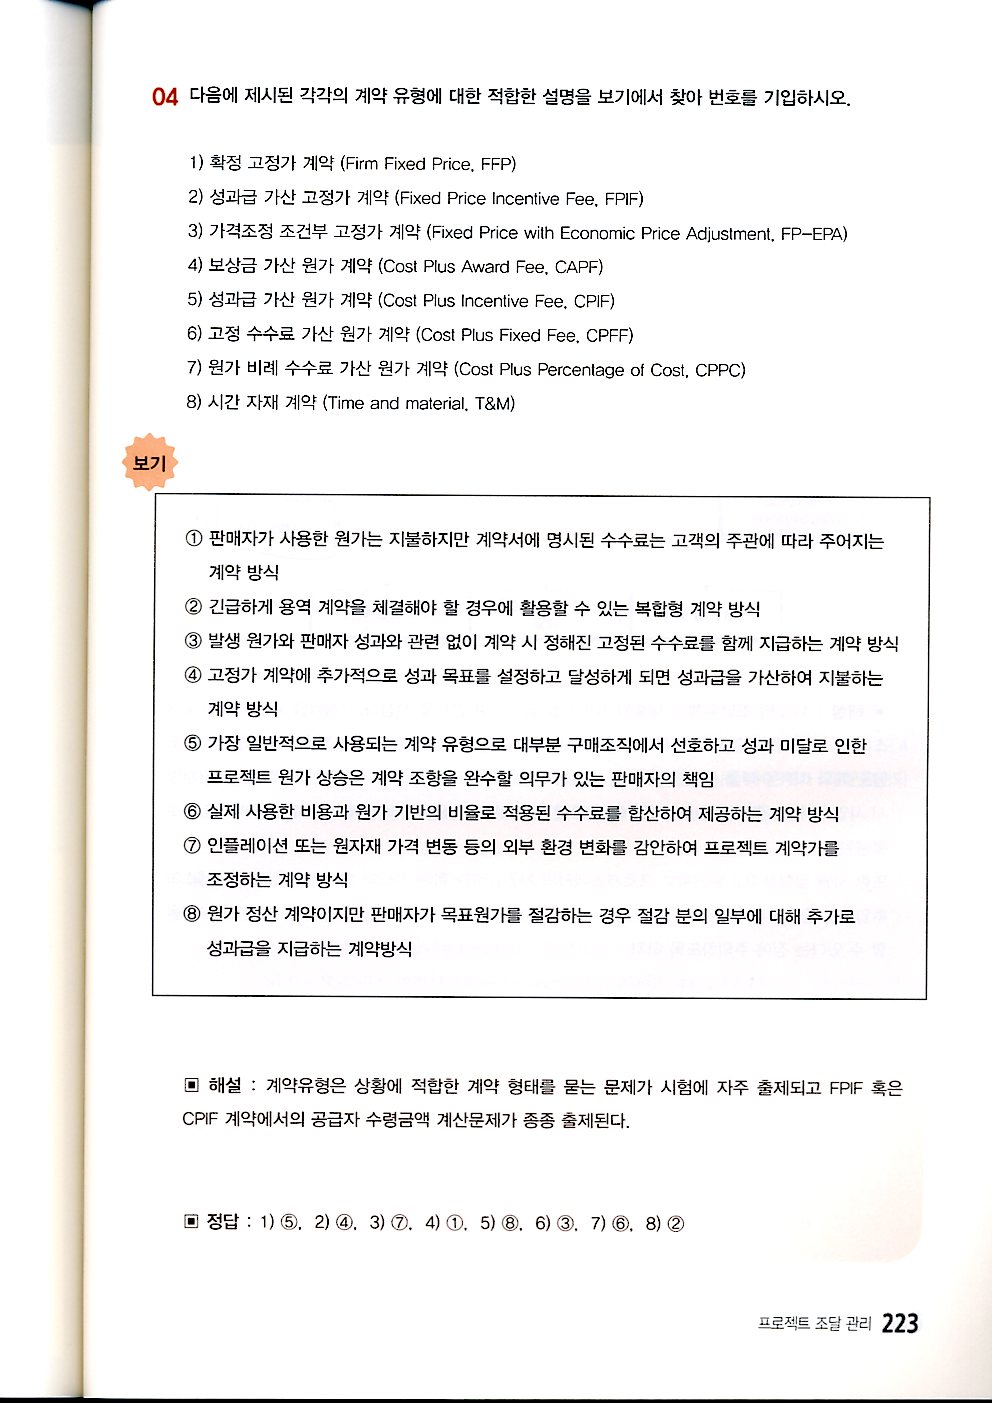 04 다음에 제시된 각각의 계약 유형에 대한 적합한 설명을 보기에서 찾아 번호를 기입하시오.
1) 확정 고정가 계약 (Firm Fixed Price, FFP)
2) 성과급 가산 고정가 계약 (Fixed Price Incentive Fee, FPIF)
3) 가격조정 조건부 고정가 계약 (Fixed Price with Economic Price Adjustment, FP-EPA)
4) 보상금 가산 원가 계약 (Cost Plus Award Fee, CAPF)
5) 성과급 가산 원가 계약 (Cost Plus Incentive Fee, CPIF)
6) 고정 수수료 가산 원가 계약 (Cost Plus Fixed Fee, CPFF)
7) 원가 비례 수수료 가산 원가 계약 (Cost Plus Percentage of Cost, CPPC)
8) 시간 자재 계약 (Time and material, T&M)
보기
① 판매자가 사용한 원가는 지불하지만 계약서에 명시된 수수료는 고객의 주관에 따라 주어지는
계약 방식
② 긴급하게 용역 계약을 체결해야 할 경우에 활용할 수 있는 복합형 계약 방식
③ 발생 원가와 판매자 성과와 관련 없이 계약 시 정해진 고정된 수수료를 함께 지급하는 계약 방식
④ 고정가 계약에 추가적으로 성과 목표를 설정하고 달성하게 되면 성과급을 가산하여 지불하는
계약 방식
⑤ 가장 일반적으로 사용되는 계약 유형으로 대부분 구매조직에서 선호하고 성과 미달로 인한
프로젝트 원가 상승은 계약 조항을 완수할 의무가 있는 판매자의 책임
⑥ 실제 사용한 비용과 원가 기반의 비율로 적용된 수수료를 합산하여 제공하는 계약 방식
⑦ 인플레이션 또는 원자재 가격 변동 등의 외부 환경 변화를 감안하여 프로젝트 계약가를
조정하는 계약 방식
⑧ 원가 정산 계약이지만 판매자가 목표원가를 절감하는 경우 절감 분의 일부에 대해 추가로
성과급을 지급하는 계약방식
▣ 해설 : 계약유형은 상황에 적합한 계약 형태를 묻는 문제가 시험에 자주 출제되고 FPIF 혹은
CPIF 계약에서의 공급자 수령금액 계산문제가 종종 출제된다.
▣ 정답 : 1) ⑤, 2) ④, 3) ⑦, 4) ①, 5) ⑧, 6) ③, 7) ⑥, 8) ②
프로젝트 조달 관리 223